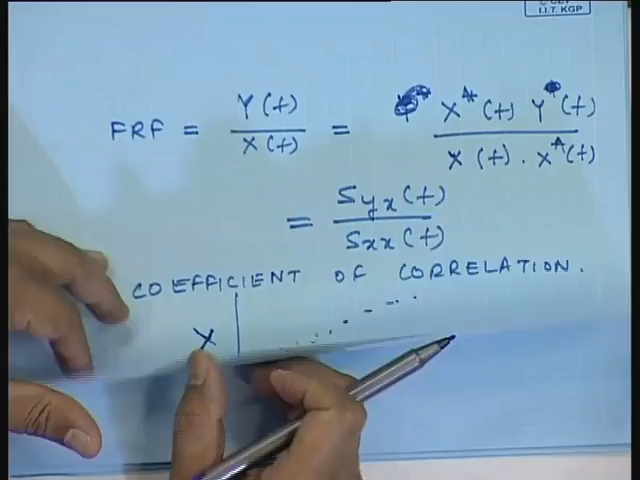 I.I.T. KGP
FRF = Y(f) / X(f) = X*(f) Y(f) / X(f) . X*(f)
= Syx(f) / Sxx(f)
COEFFICIENT OF CORRELATION.
Y